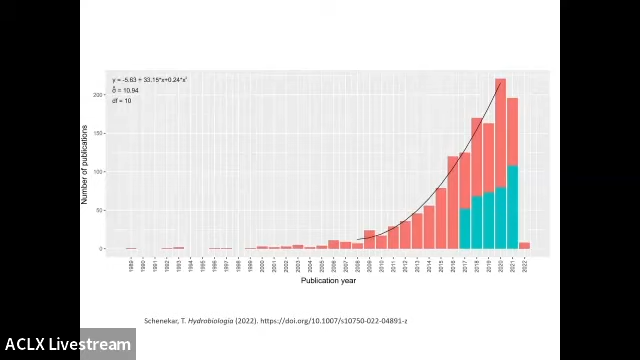 y = -5.63 + 33.15*x+0.24*x²
σ̂ = 10.94
df = 10
Number of publications
200
150
100
50
0
1989 1990 1992 1993 1994 1995 1996 1997 1998 1999 2000 2001 2002 2003 2004 2005 2006 2007 2008 2009 2010 2011 2012 2013 2014 2015 2016 2017 2018 2019 2020 2021 2022
Publication year
Schenekar, T. Hydrobiologia (2022). https://doi.org/10.1007/s10750-022-04891-z
ACLX Livestream